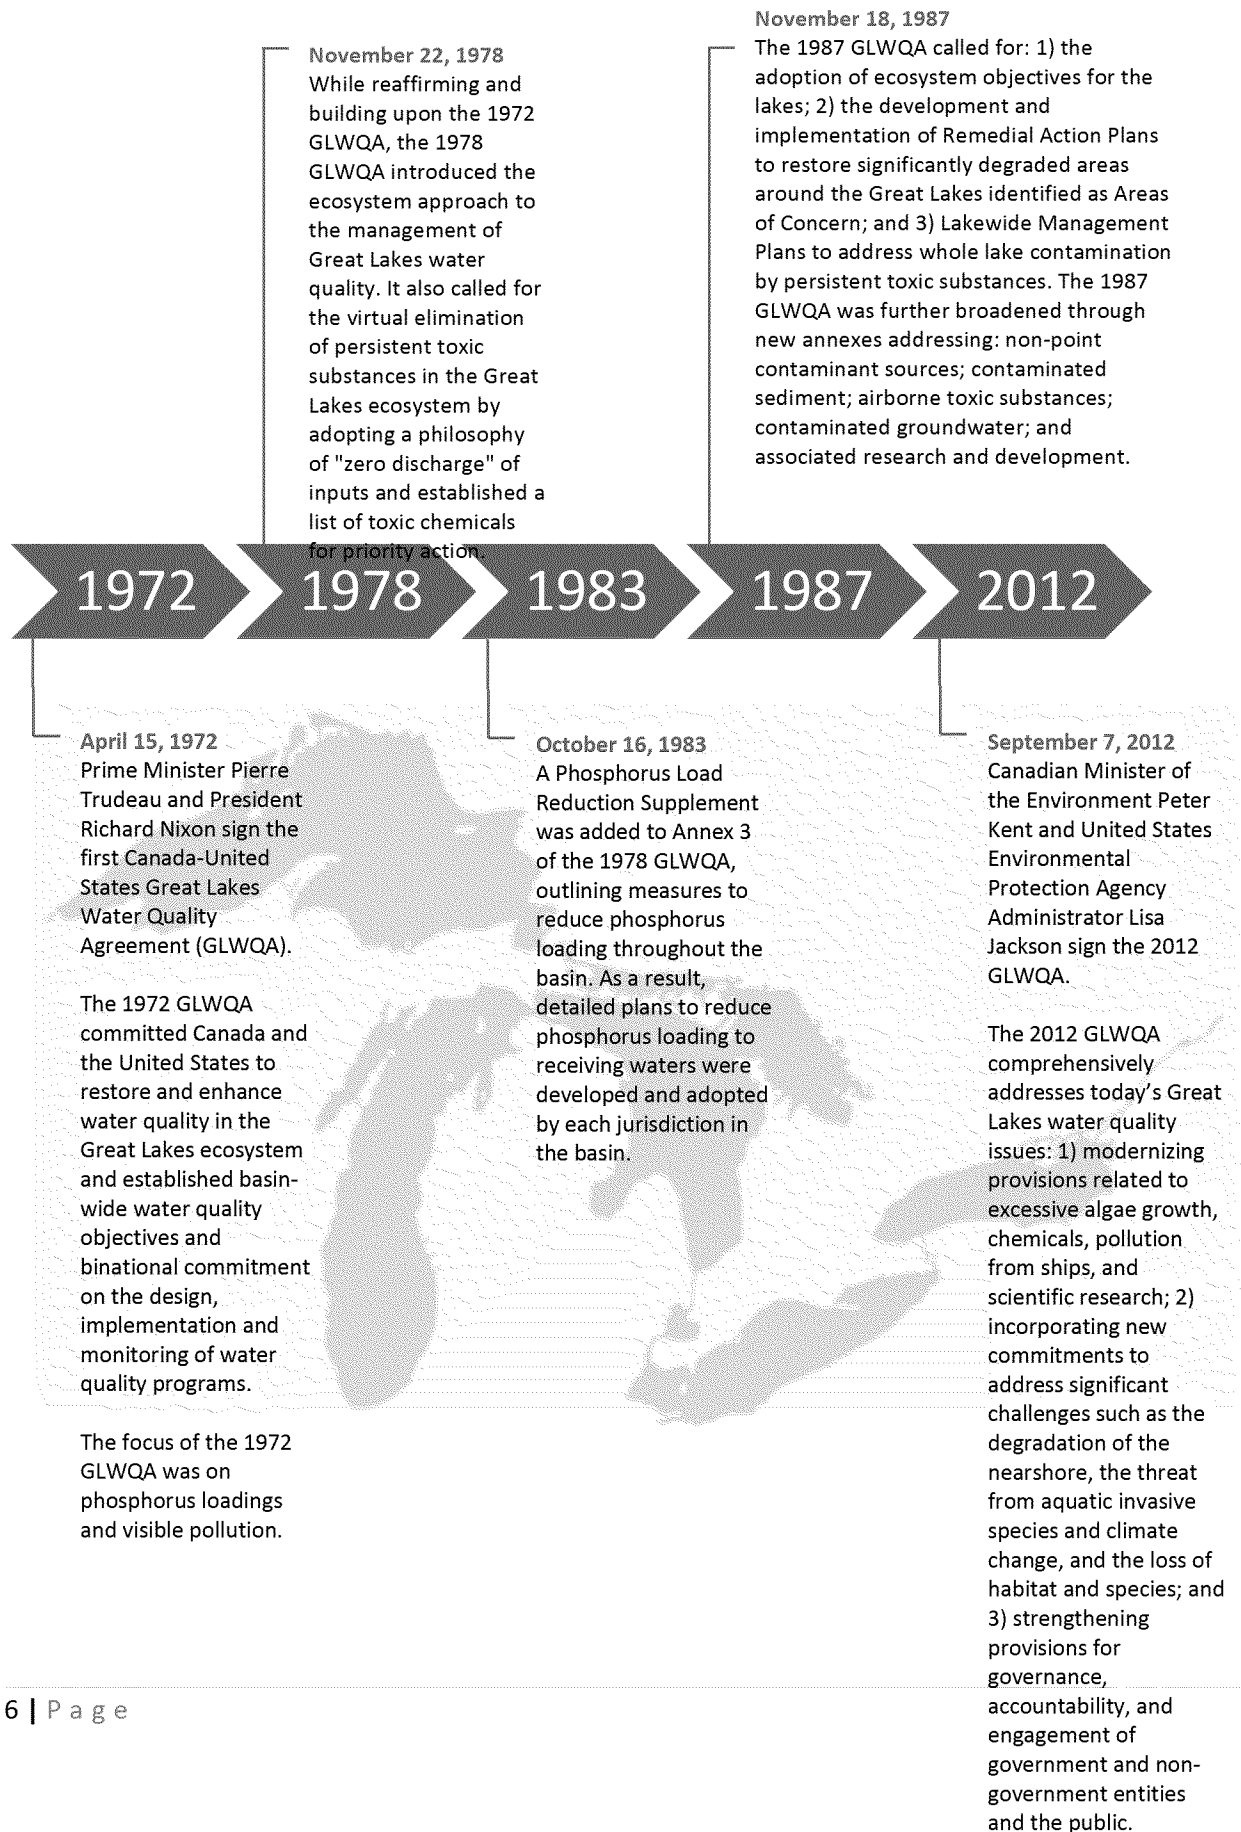 November 18, 1987
The 1987 GLWQA called for: 1) the
adoption of ecosystem objectives for the
lakes; 2) the development and
implementation of Remedial Action Plans
to restore significantly degraded areas
around the Great Lakes identified as Areas
of Concern; and 3) Lakewide Management
Plans to address whole lake contamination
by persistent toxic substances. The 1987
GLWQA was further broadened through
new annexes addressing: non-point
contaminant sources; contaminated
sediment; airborne toxic substances;
contaminated groundwater; and
associated research and development.
November 22, 1978
While reaffirming and
building upon the 1972
GLWQA, the 1978
GLWQA introduced the
ecosystem approach to
the management of
Great Lakes water
quality. It also called for
the virtual elimination
of persistent toxic
substances in the Great
Lakes ecosystem by
adopting a philosophy
of "zero discharge" of
inputs and established a
list of toxic chemicals
for priority action.
1972
1978
1983
1987
2012
April 15, 1972
Prime Minister Pierre
Trudeau and President
Richard Nixon sign the
first Canada-United
States Great Lakes
Water Quality
Agreement (GLWQA).
The 1972 GLWQA
committed Canada and
the United States to
restore and enhance
water quality in the
Great Lakes ecosystem
and established basin-
wide water quality
objectives and
binational commitment
on the design,
implementation and
monitoring of water
quality programs.
The focus of the 1972
GLWQA was on
phosphorus loadings
and visible pollution.
October 16, 1983
A Phosphorus Load
Reduction Supplement
was added to Annex 3
of the 1978 GLWQA,
outlining measures to
reduce phosphorus
loading throughout the
basin. As a result,
detailed plans to reduce
phosphorus loading to
receiving waters were
developed and adopted
by each jurisdiction in
the basin.
September 7, 2012
Canadian Minister of
the Environment Peter
Kent and United States
Environmental
Protection Agency
Administrator Lisa
Jackson sign the 2012
GLWQA.
The 2012 GLWQA
comprehensively
addresses today's Great
Lakes water quality
issues: 1) modernizing
provisions related to
excessive algae growth,
chemicals, pollution
from ships, and
scientific research; 2)
incorporating new
commitments to
address significant
challenges such as the
degradation of the
nearshore, the threat
from aquatic invasive
species and climate
change, and the loss of
habitat and species; and
3) strengthening
provisions for
governance,
accountability, and
engagement of
government and non-
government entities
and the public.
6 | Page